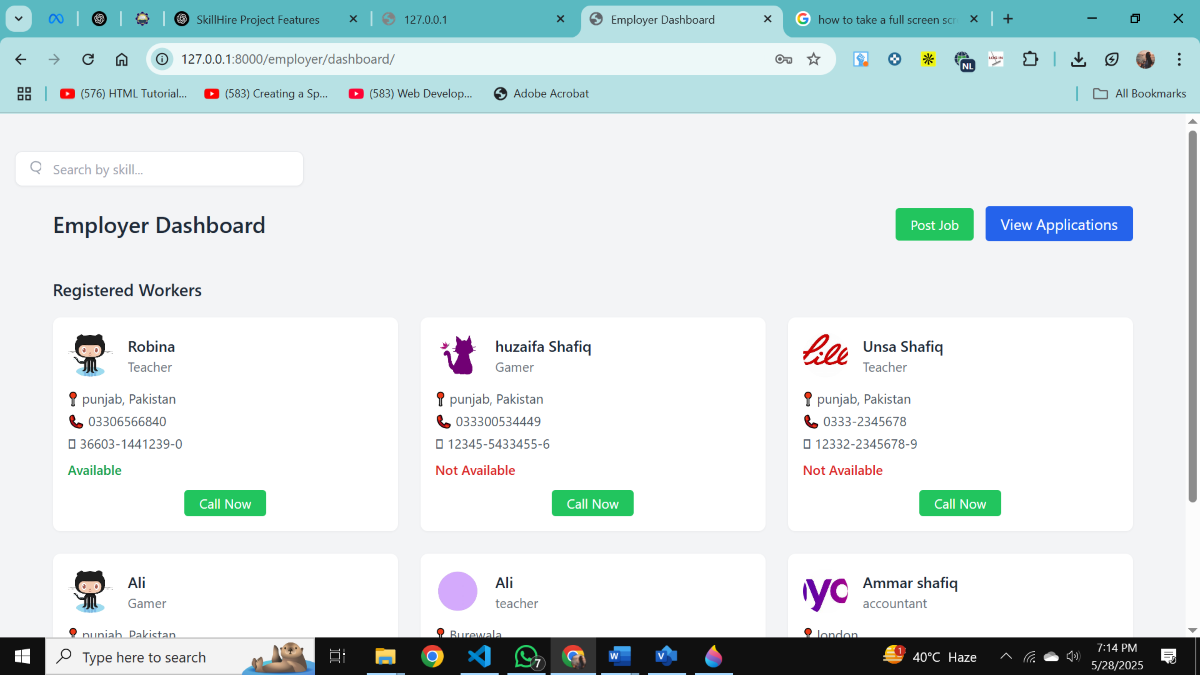 SkillHire Project Features
127.0.0.1
Employer Dashboard
how to take a full screen scr
127.0.0.1:8000/employer/dashboard/
NL
(576) HTML Tutorial...
(583) Creating a Sp...
(583) Web Develop...
Adobe Acrobat
All Bookmarks
Search by skill...
Employer Dashboard
Post Job
View Applications
Registered Workers
Robina
Teacher
punjab, Pakistan
03306566840
36603-1441239-0
Available
Call Now
huzaifa Shafiq
Gamer
punjab, Pakistan
033300534449
12345-5433455-6
Not Available
Call Now
Lill
Unsa Shafiq
Teacher
punjab, Pakistan
0333-2345678
12332-2345678-9
Not Available
Call Now
Ali
Gamer
punjab, Pakistan
Ali
teacher
Burewala
yo
Ammar shafiq
accountant
london
Type here to search
7
W
V
1
40°C Haze
7:14 PM
5/28/2025